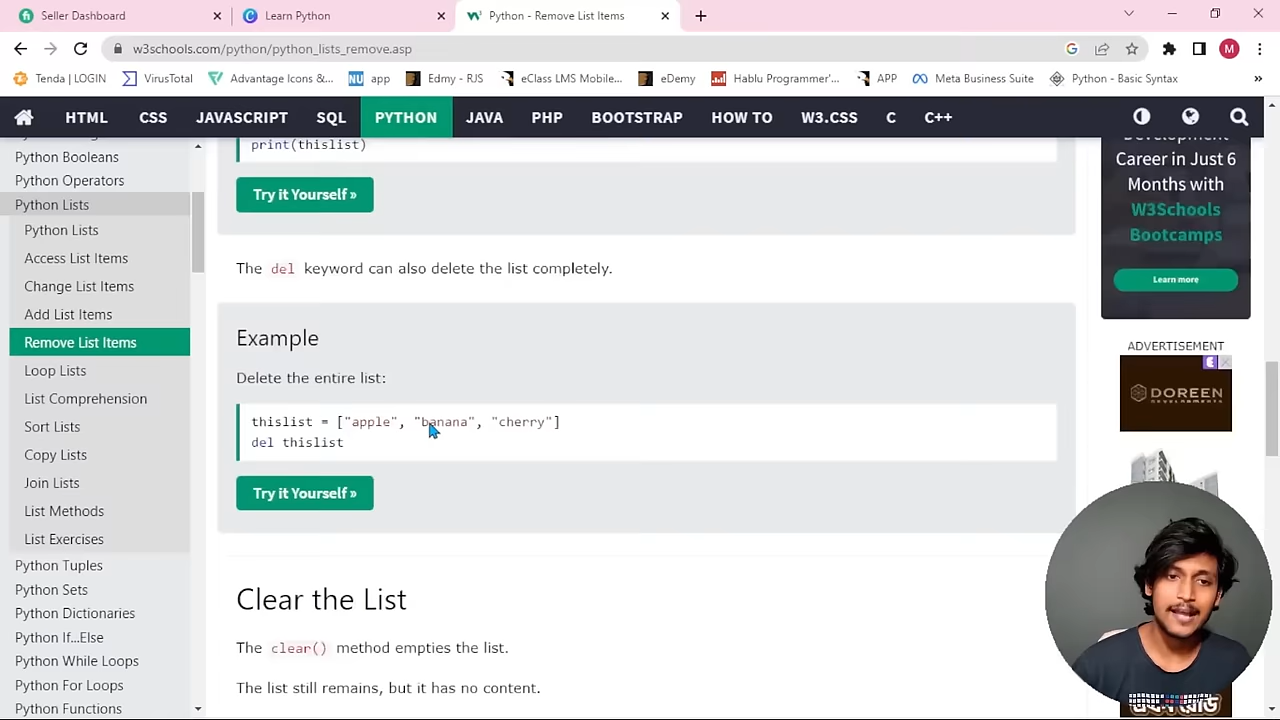 Seller Dashboard
Learn Python
Python - Remove List Items
w3schools.com/python/python_lists_remove.asp
Tenda | LOGIN
VirusTotal
Advantage Icons &...
app
Edmy - RJS
eClass LMS Mobile...
eDemy
Hablu Programmer'...
APP
Meta Business Suite
Python - Basic Syntax
»
HTML
CSS
JAVASCRIPT
SQL
PYTHON
JAVA
PHP
BOOTSTRAP
HOW TO
W3.CSS
C
C++
Python Booleans
Python Operators
Python Lists
Python Lists
Access List Items
Change List Items
Add List Items
Remove List Items
Loop Lists
List Comprehension
Sort Lists
Copy Lists
Join Lists
List Methods
List Exercises
Python Tuples
Python Sets
Python Dictionaries
Python If...Else
Python While Loops
Python For Loops
Python Functions
print(thislist)
Try it Yourself »
The del keyword can also delete the list completely.
Example
Delete the entire list:
thislist = ["apple", "banana", "cherry"]
del thislist
Try it Yourself »
Clear the List
The clear() method empties the list.
The list still remains, but it has no content.
Development
Career in Just 6
Months with
W3Schools
Bootcamps
Learn more
ADVERTISEMENT
DOREEN